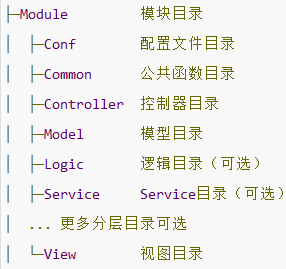 ├─Module 模块目录
│ ├─Conf 配置文件目录
│ ├─Common 公共函数目录
│ ├─Controller 控制器目录
│ ├─Model 模型目录
│ ├─Logic 逻辑目录（可选）
│ ├─Service Service目录（可选）
│ ... 更多分层目录可选
│ └─View 视图目录